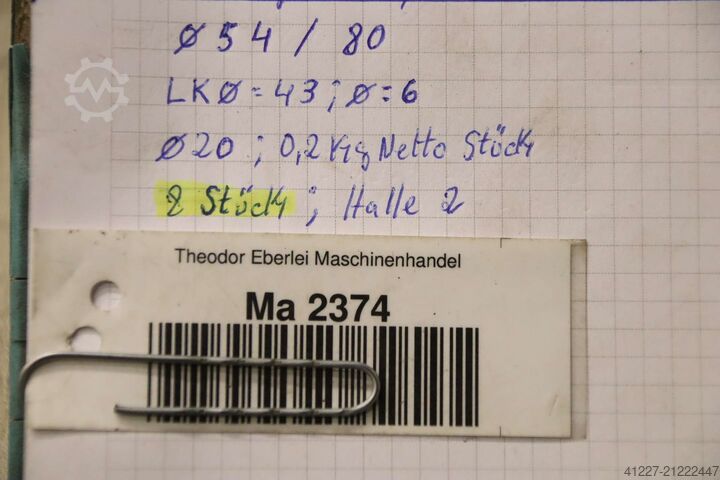 Ø 54 / 80
LKØ = 43 ; Ø = 6
Ø20 ; 0,2 kg Netto Stück
2 Stück ; Halle 2
Theodor Eberlei Maschinenhandel
Ma 2374
41227-21222447